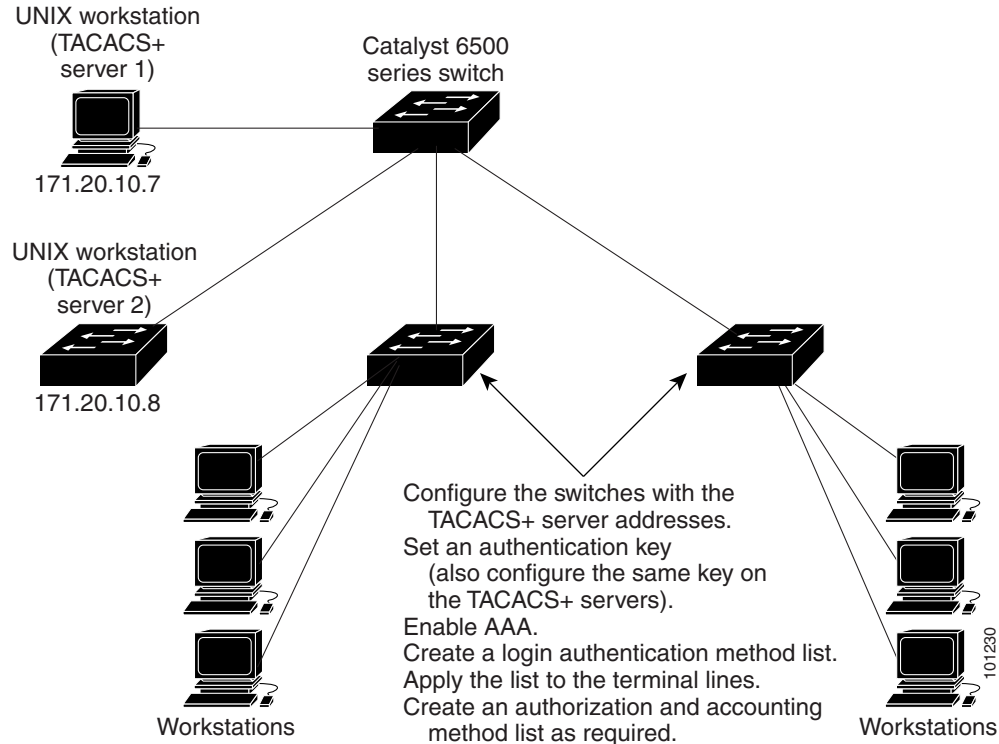 UNIX workstation
(TACACS+
server 1)
Catalyst 6500
series switch
171.20.10.7
UNIX workstation
(TACACS+
server 2)
171.20.10.8
Configure the switches with the
TACACS+ server addresses.
Set an authentication key
(also configure the same key on
the TACACS+ servers).
Enable AAA.
Create a login authentication method list.
Apply the list to the terminal lines.
Create an authorization and accounting
method list as required.
Workstations
Workstations
101230